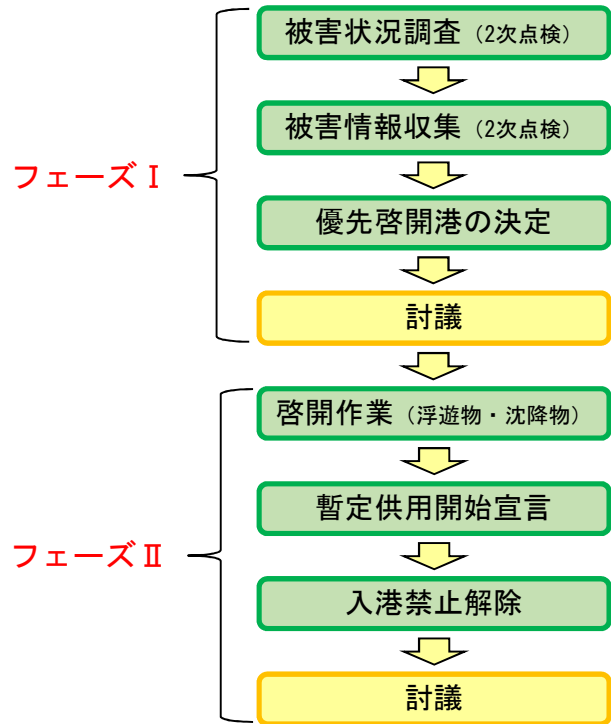 被害状況調査（2次点検）
被害情報収集（2次点検）
フェーズⅠ
優先啓開港の決定
討議
啓開作業（浮遊物・沈降物）
暫定供用開始宣言
フェーズⅡ
入港禁止解除
討議